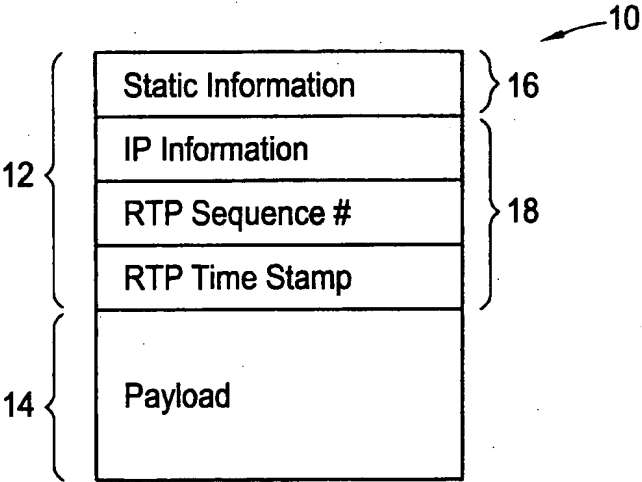 10
Static Information
16
IP Information
12
RTP Sequence #
18
RTP Time Stamp
14
Payload